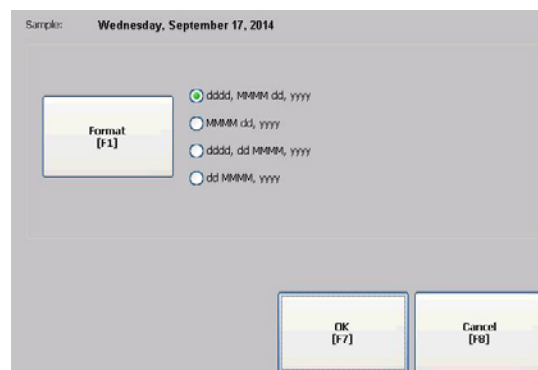 Sample: Wednesday, September 17, 2014
dddd, MMMM dd, yyyy
MMMM dd, yyyy
Format
[F1]
dddd, dd MMMM, yyyy
dd MMMM, yyyy
OK
[F7]
Cancel
[F8]